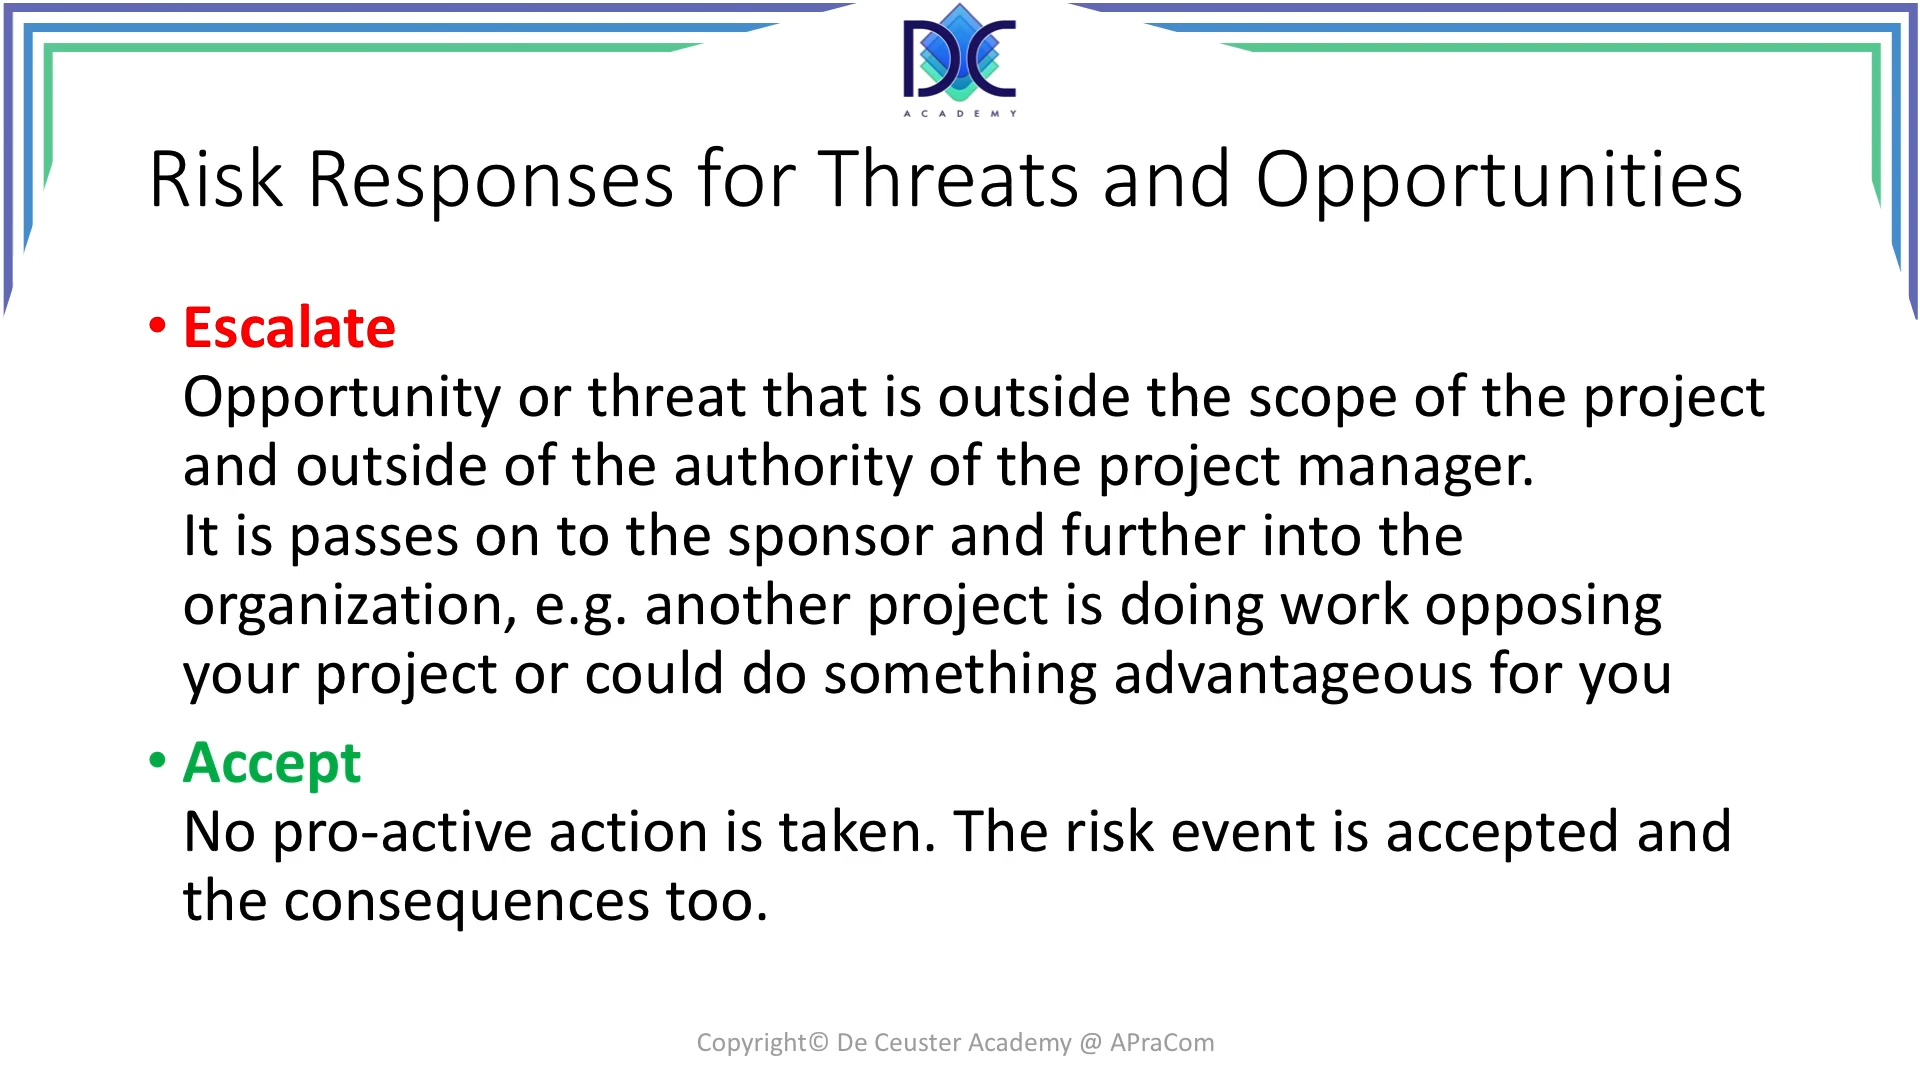 DC
ACADEMY
Risk Responses for Threats and Opportunities
• Escalate
Opportunity or threat that is outside the scope of the project
and outside of the authority of the project manager.
It is passes on to the sponsor and further into the
organization, e.g. another project is doing work opposing
your project or could do something advantageous for you
• Accept
No pro-active action is taken. The risk event is accepted and
the consequences too.
Copyright© De Ceuster Academy @ APraCom